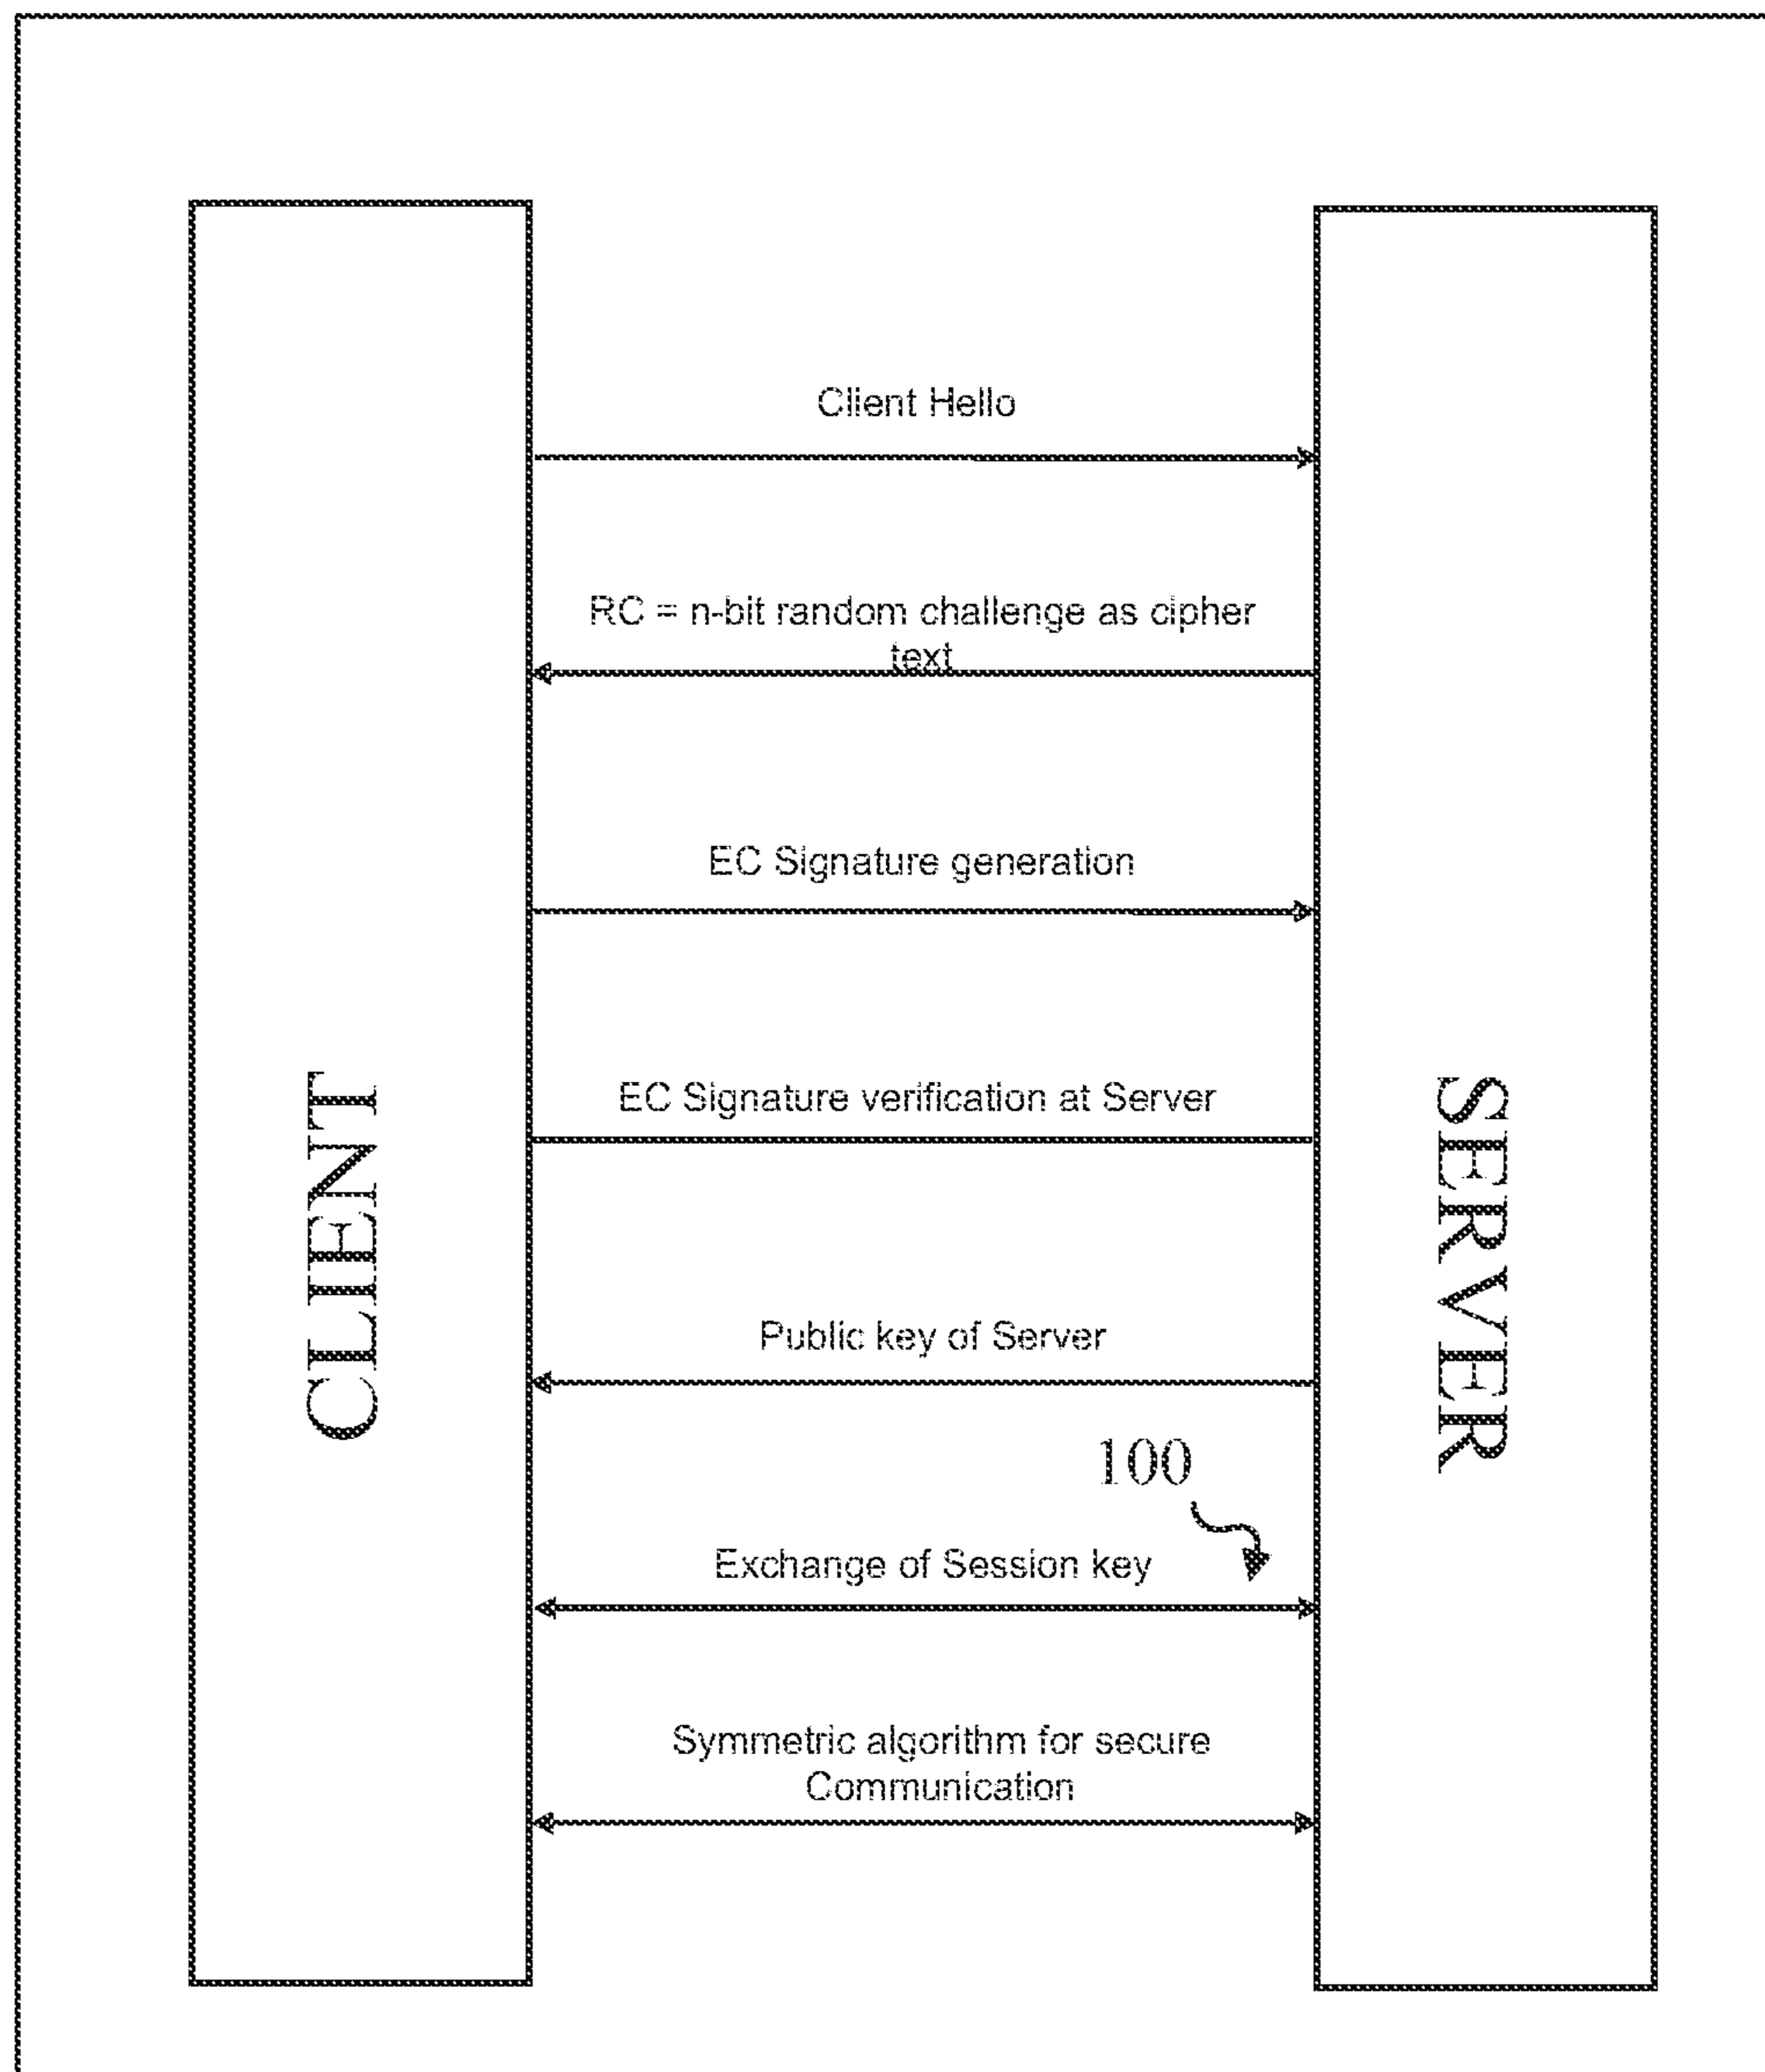 Client Hello
RC = n-bit random challenge as cipher
text
EC Signature generation
EC Signature verification at Server
CLIENT
SERVER
Public key of Server
100
Exchange of Session key
Symmetric algorithm for secure
Communication